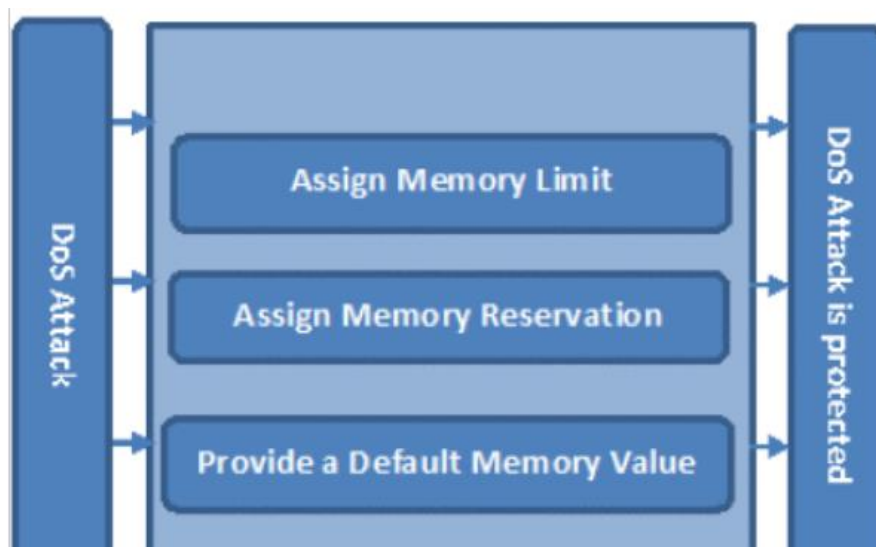 DoS Attack
Assign Memory Limit
Assign Memory Reservation
Provide a Default Memory Value
DoS Attack is protected